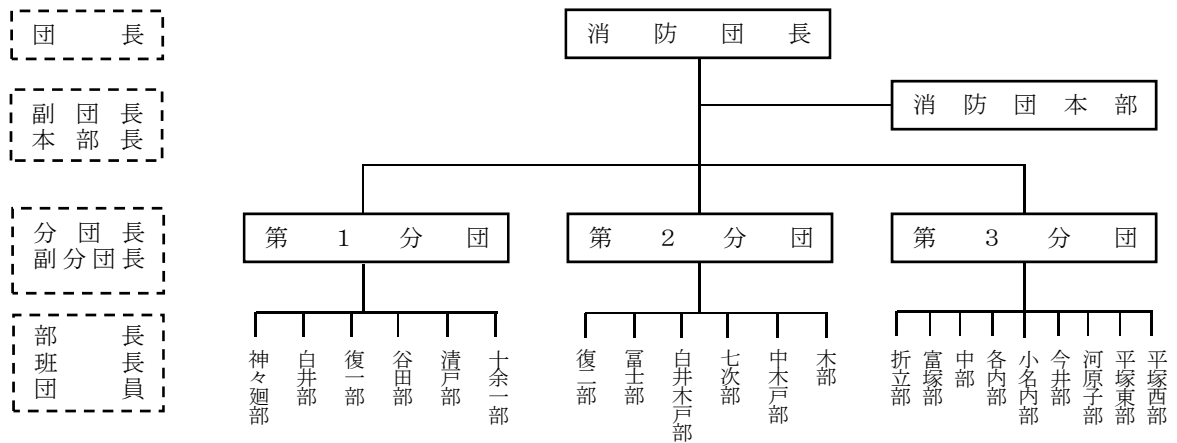 団長
消防団長
副団長
本部長
消防団本部
分団長
副分団長
第1分団
第2分団
第3分団
部長
班長
団員
神々廻部
白井部
復一部
谷田部
清戸部
十余一部
復二部
冨士部
白井木戸部
七次部
中木戸部
木部
折立部
富塚部
中部
各内部
小名内部
今井部
河原子部
平塚東部
平塚西部